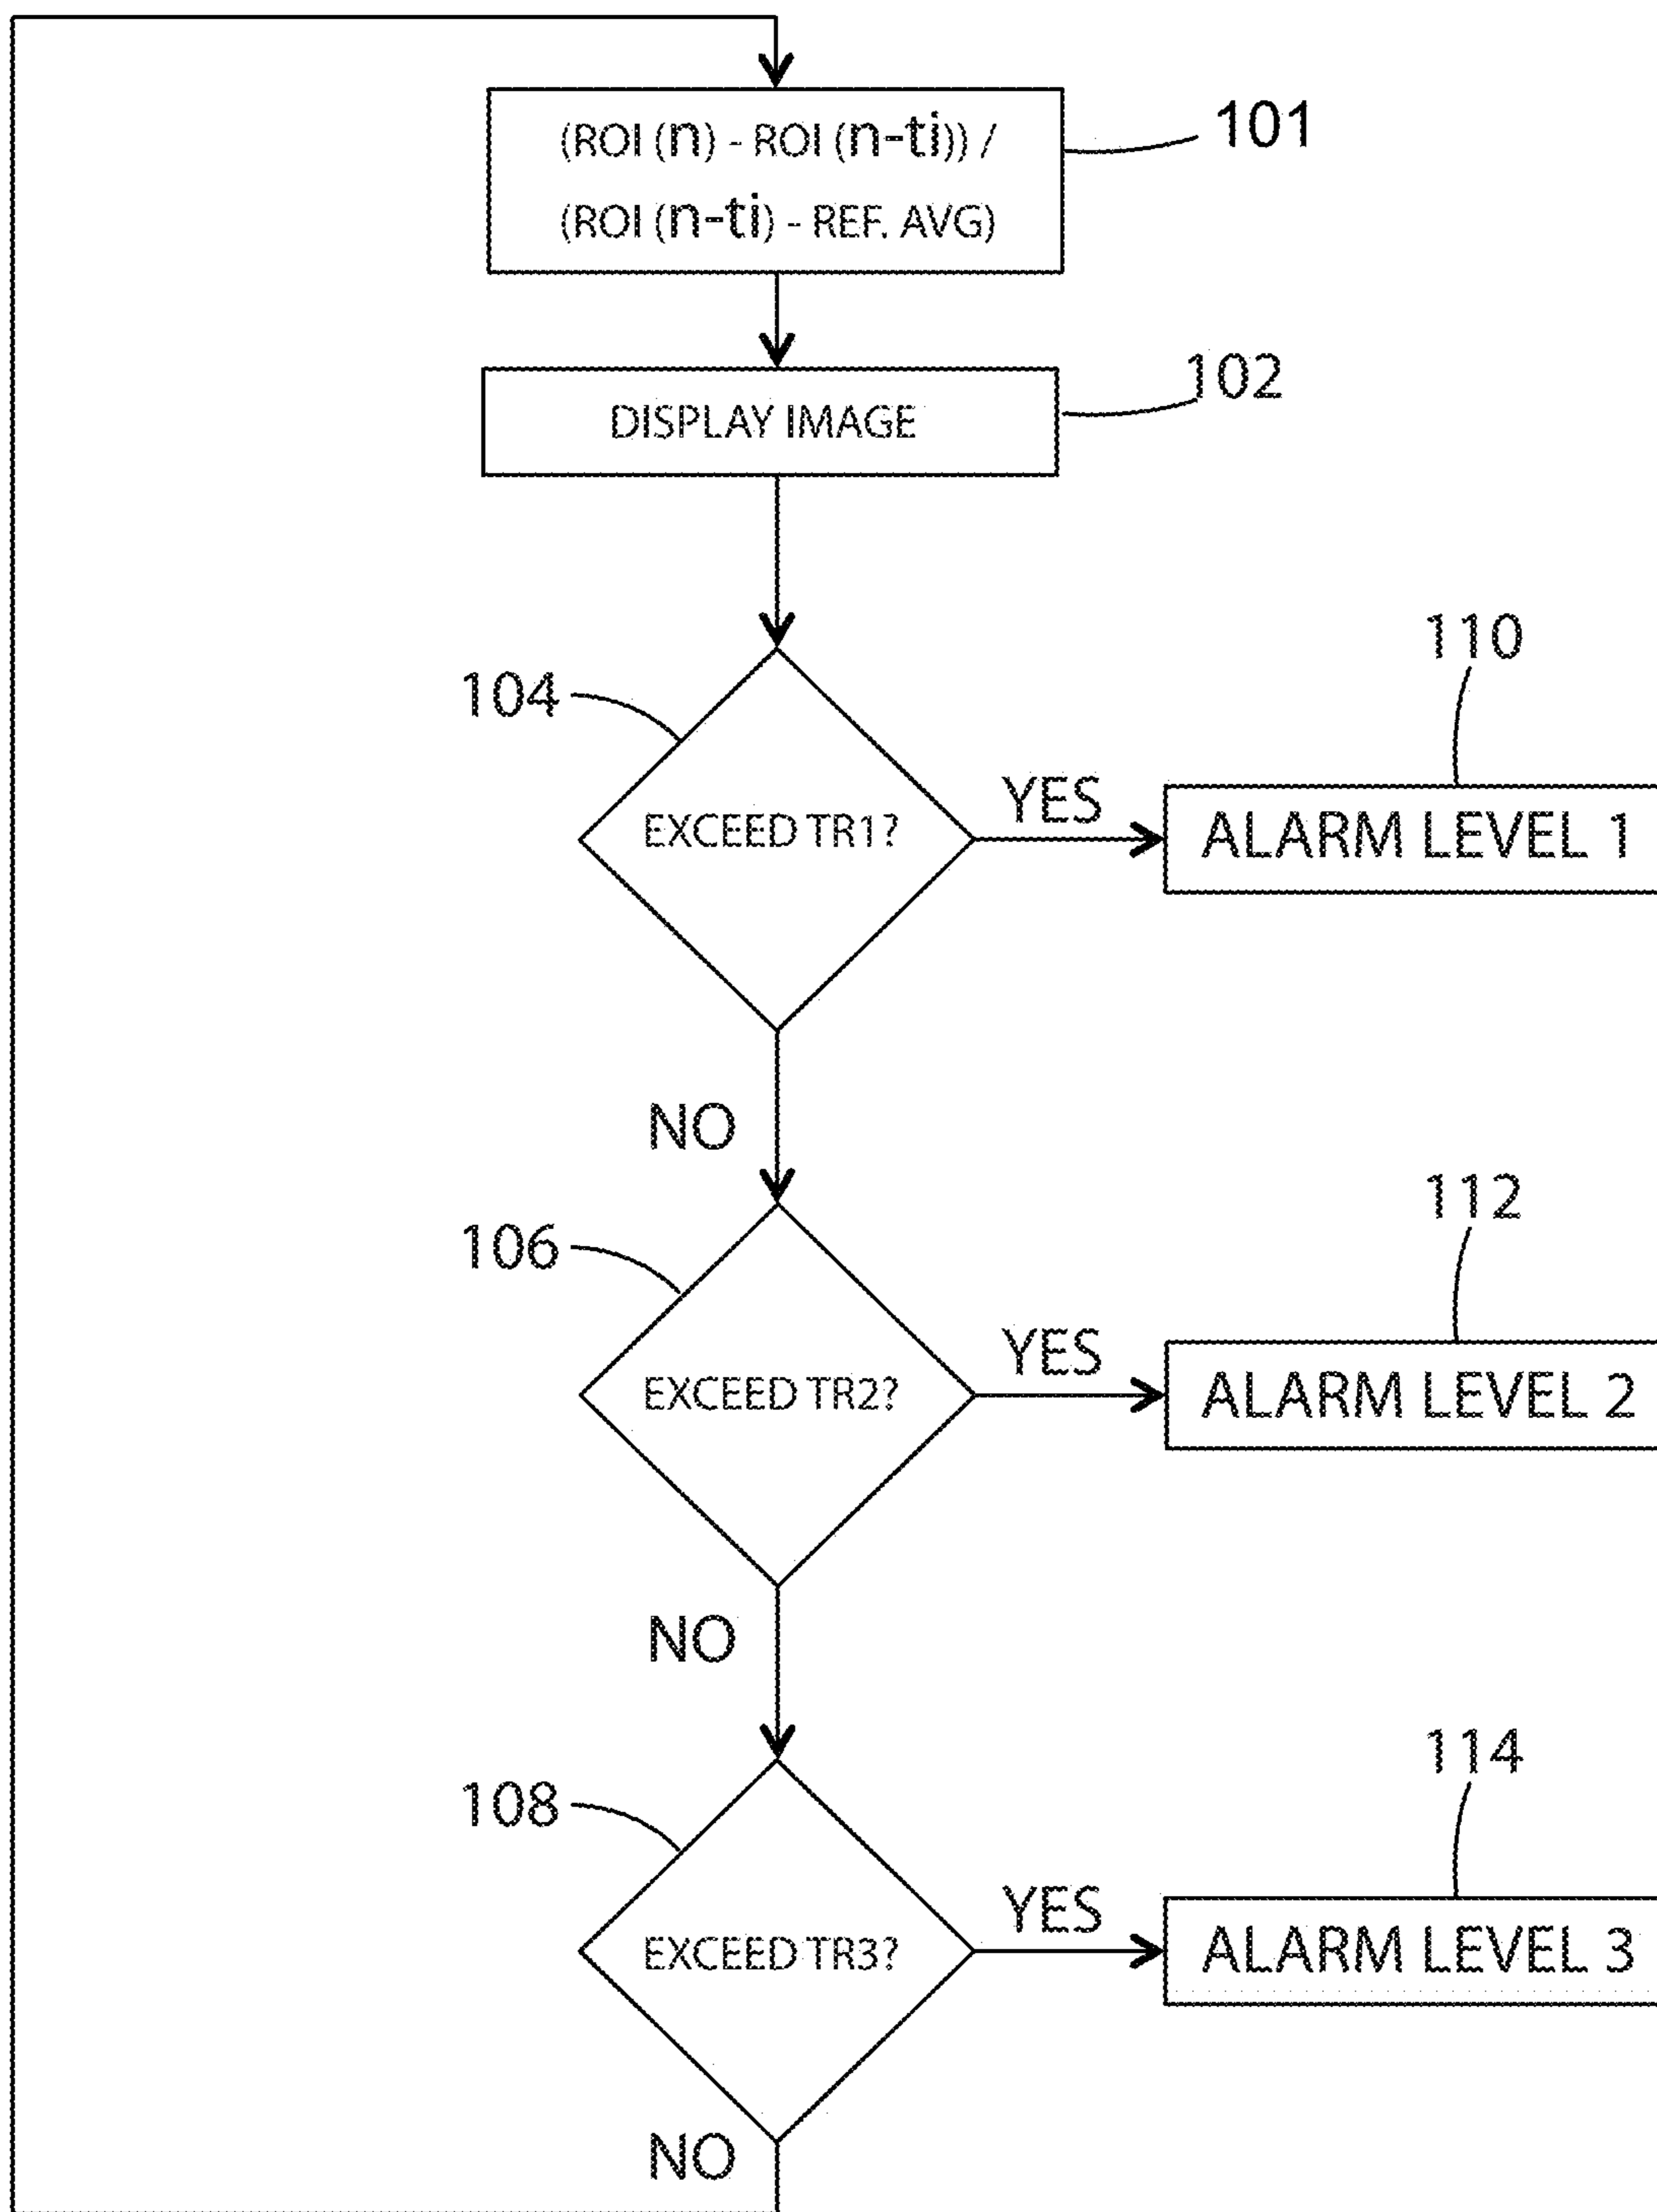 (ROI (n) - ROI (n-ti)) /
(ROI (n-ti) - REF. AVG)
101
DISPLAY IMAGE
102
104
EXCEED TR1?
YES
110
ALARM LEVEL 1
NO
106
EXCEED TR2?
YES
112
ALARM LEVEL 2
NO
108
EXCEED TR3?
YES
114
ALARM LEVEL 3
NO